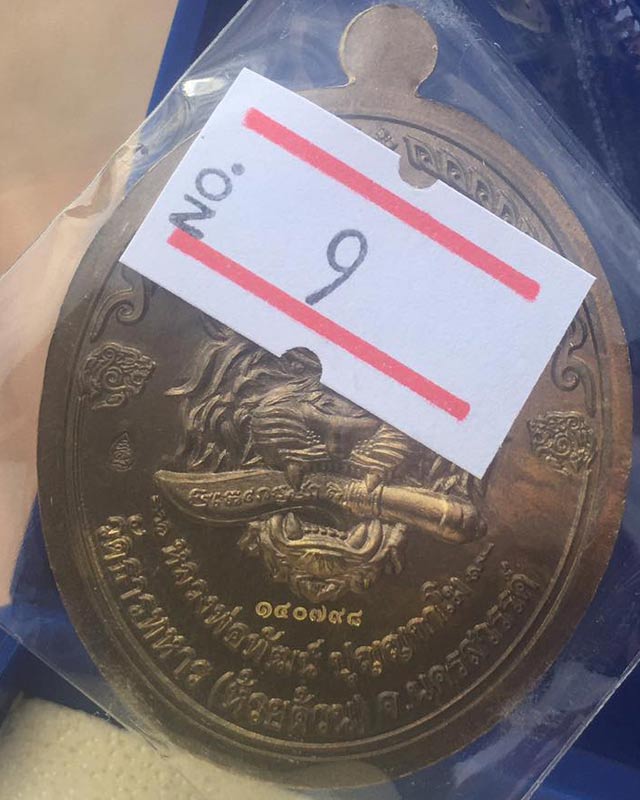 NO.
9
๑๔๐๗๙๘
หลวงพ่อพัฒน์ ปุญญกาโม
วัดธารทหาร (ห้วยด้วน) จ.นครสวรรค์